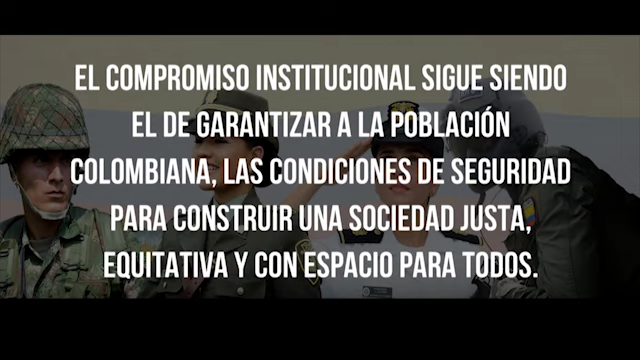 EL COMPROMISO INSTITUCIONAL SIGUE SIENDO
EL DE GARANTIZAR A LA POBLACIÓN
COLOMBIANA, LAS CONDICIONES DE SEGURIDAD
PARA CONSTRUIR UNA SOCIEDAD JUSTA,
EQUITATIVA Y CON ESPACIO PARA TODOS.